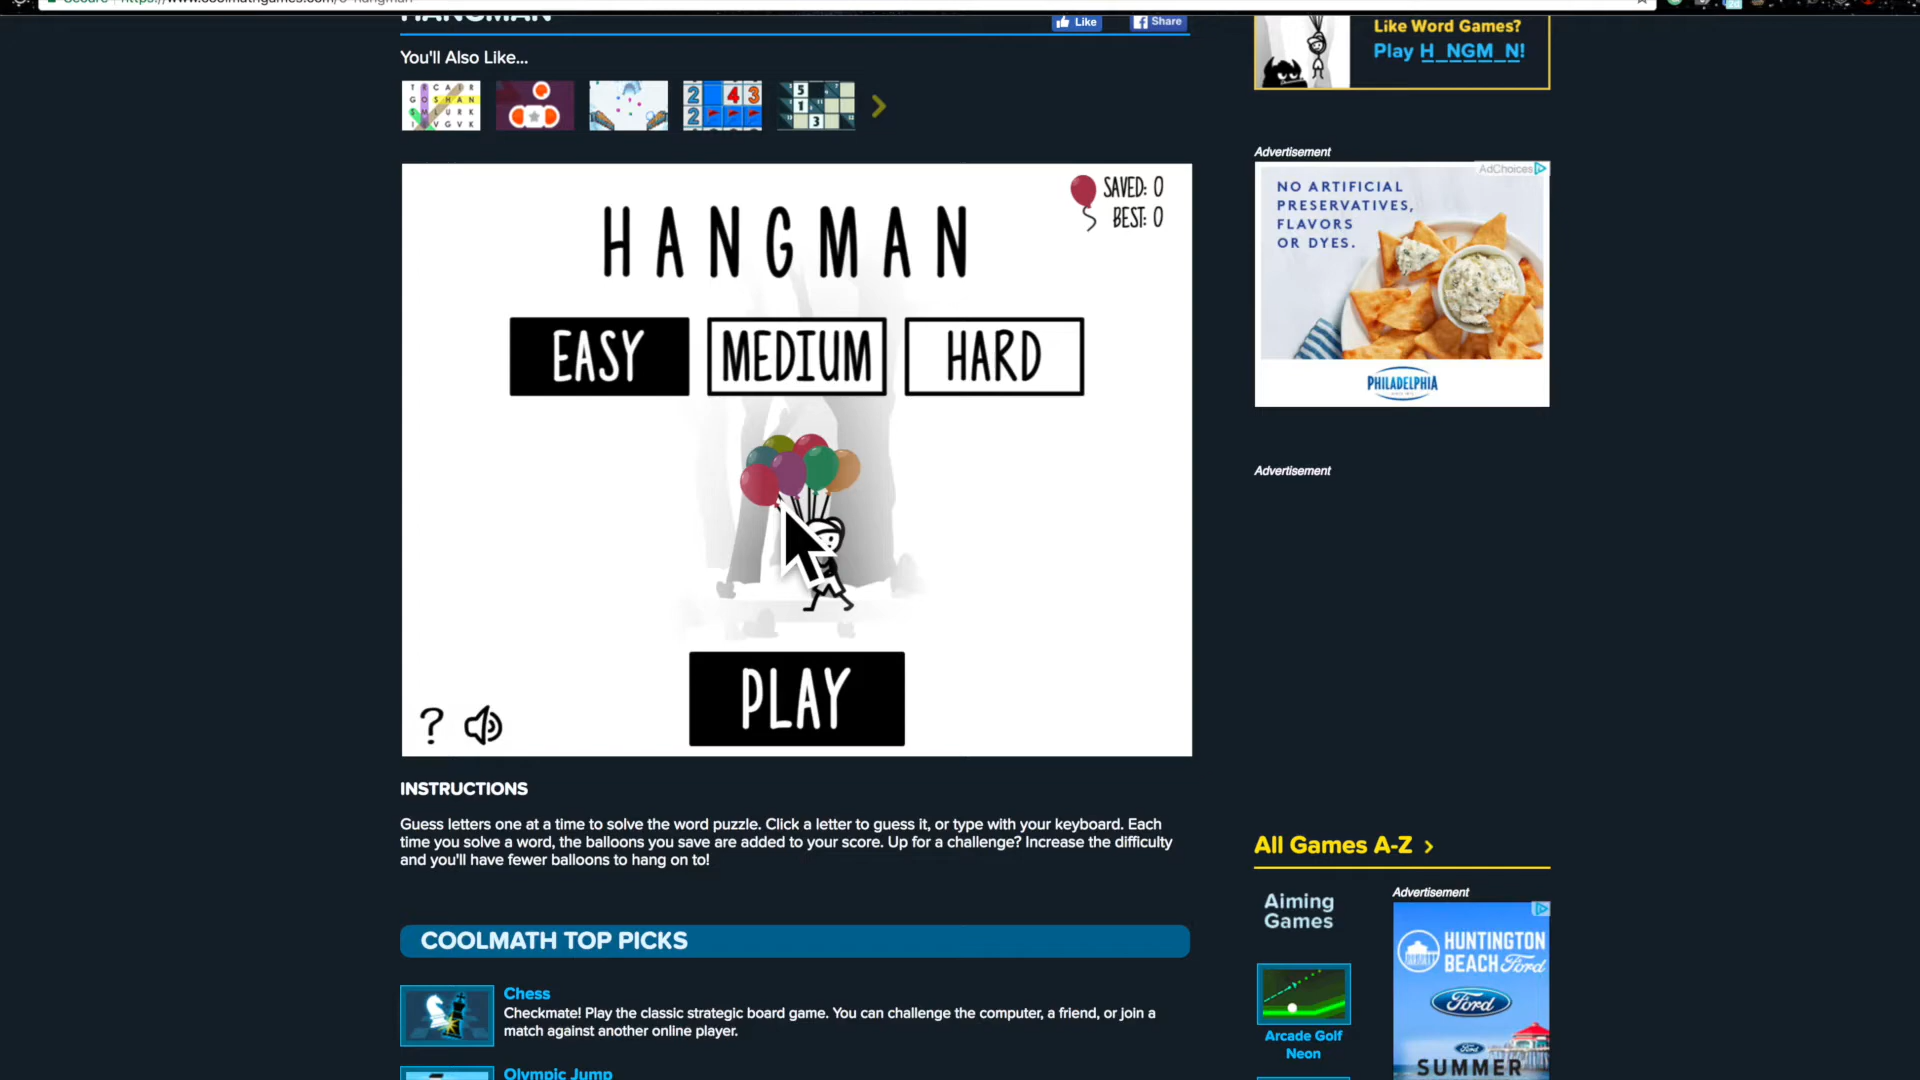 HANGMAN
Like
Share
Like Word Games?
Play H_NGM_N!
You'll Also Like...
Advertisement
AdChoices
NO ARTIFICIAL
PRESERVATIVES,
FLAVORS
OR DYES.
PHILADELPHIA
SAVED: 0
BEST: 0
HANGMAN
EASY
MEDIUM
HARD
PLAY
?
Advertisement
INSTRUCTIONS
Guess letters one at a time to solve the word puzzle. Click a letter to guess it, or type with your keyboard. Each
time you solve a word, the balloons you save are added to your score. Up for a challenge? Increase the difficulty
and you'll have fewer balloons to hang on to!
All Games A-Z
Advertisement
Aiming
Games
Arcade Golf
Neon
HUNTINGTON
BEACH Ford
Ford
Ford
SUMMER
COOLMATH TOP PICKS
Chess
Checkmate! Play the classic strategic board game. You can challenge the computer, a friend, or join a
match against another online player.
Olympic Jump